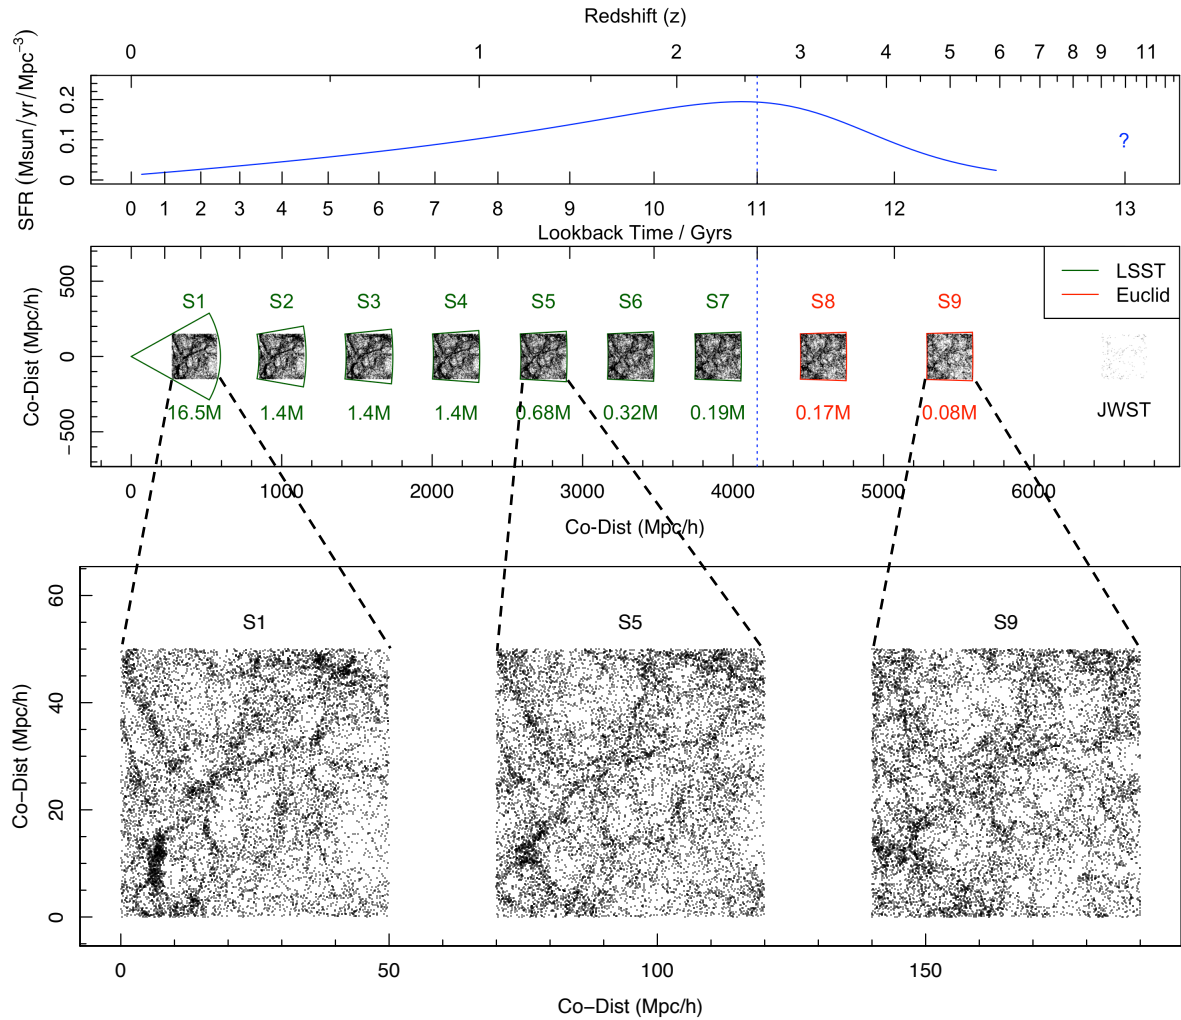 Redshift (z)
0 1 2 3 4 5 6 7 8 9 11
SFR (Msun/yr/Mpc−3)
0.2
0.1
0
?
0 1 2 3 4 5 6 7 8 9 10 11 12 13
Lookback Time / Gyrs
Co-Dist (Mpc/h)
500
0
−500
LSST
Euclid
S1 S2 S3 S4 S5 S6 S7 S8 S9
16.5M 1.4M 1.4M 1.4M 0.68M 0.32M 0.19M 0.17M 0.08M JWST
0 1000 2000 3000 4000 5000 6000
Co-Dist (Mpc/h)
Co−Dist (Mpc/h)
60
40
20
0
S1 S5 S9
0 50 100 150
Co−Dist (Mpc/h)